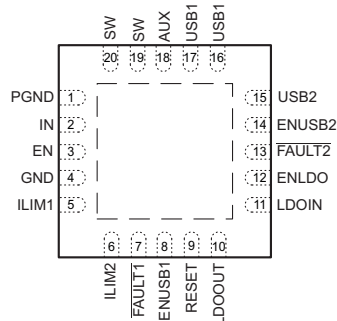 SW
SW
AUX
USB1
USB1
20
19
18
17
16
PGND 1
IN 2
EN 3
GND 4
ILIM1 5
15 USB2
14 ENUSB2
13 FAULT2
12 ENLDO
11 LDOIN
6
7
8
9
10
ILIM2
FAULT1
ENUSB1
RESET
LDOOUT